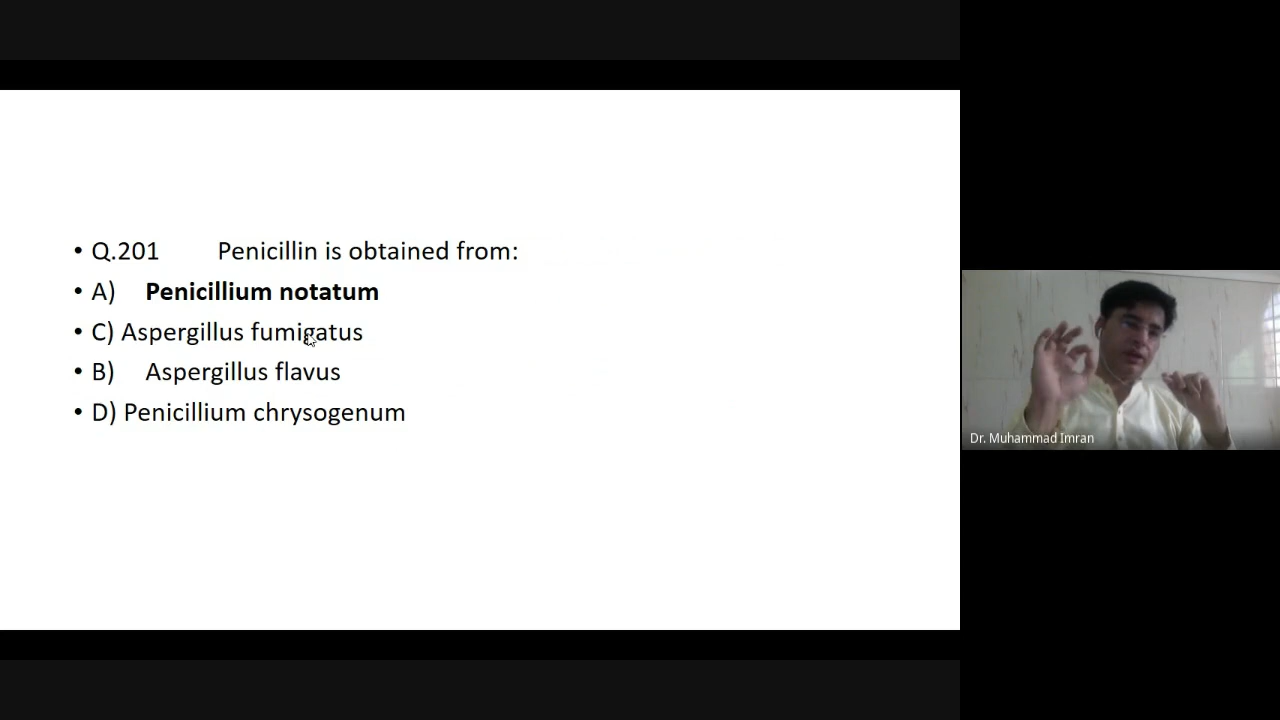 • Q.201 Penicillin is obtained from:
• A) Penicillium notatum
• C) Aspergillus fumigatus
• B) Aspergillus flavus
• D) Penicillium chrysogenum
Dr. Muhammad Imran